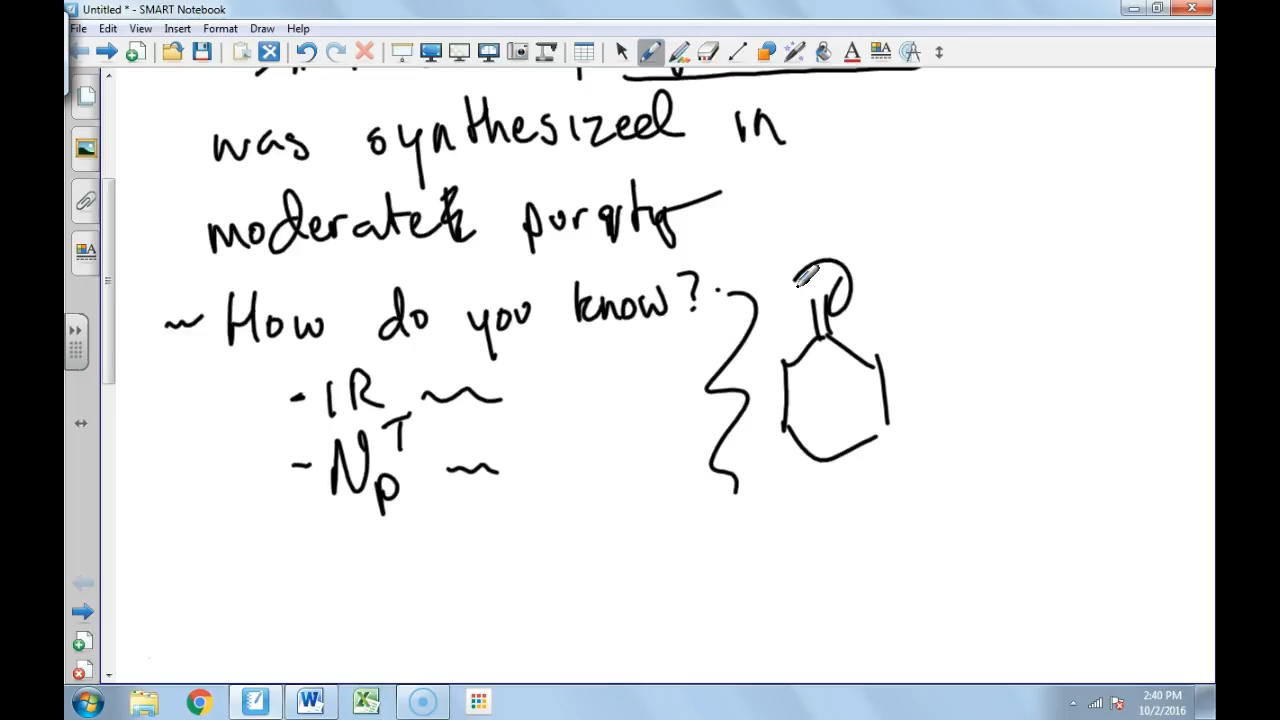 Untitled * - SMART Notebook
File Edit View Insert Format Draw Help
was synthesized in
moderate purity
~ How do you know?
- IR ~
- N T P ~
O
2:40 PM
10/2/2016